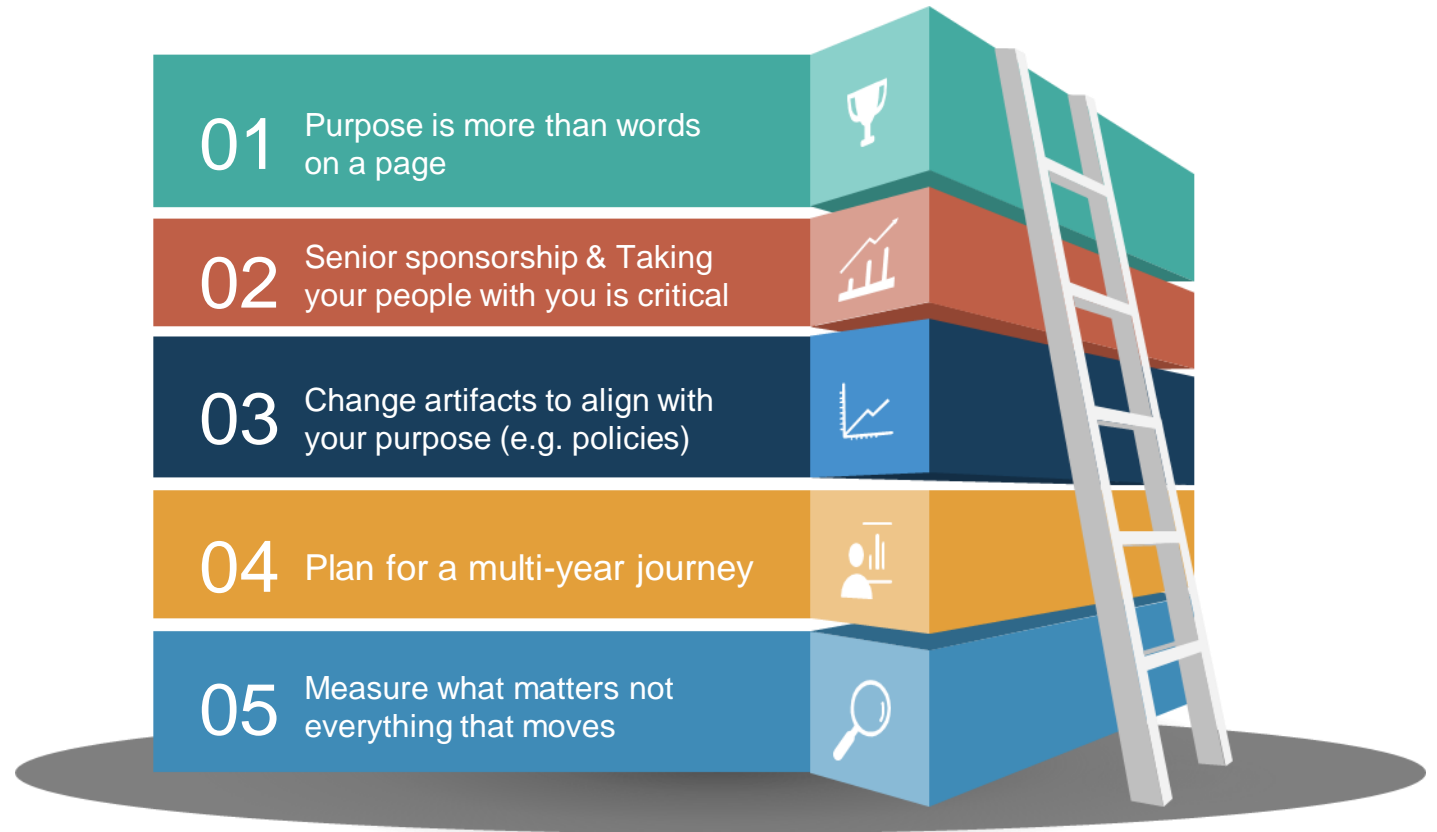 01
Purpose is more than words
on a page
02
Senior sponsorship & Taking
your people with you is critical
03
Change artifacts to align with
your purpose (e.g. policies)
04
Plan for a multi-year journey
05
Measure what matters not
everything that moves